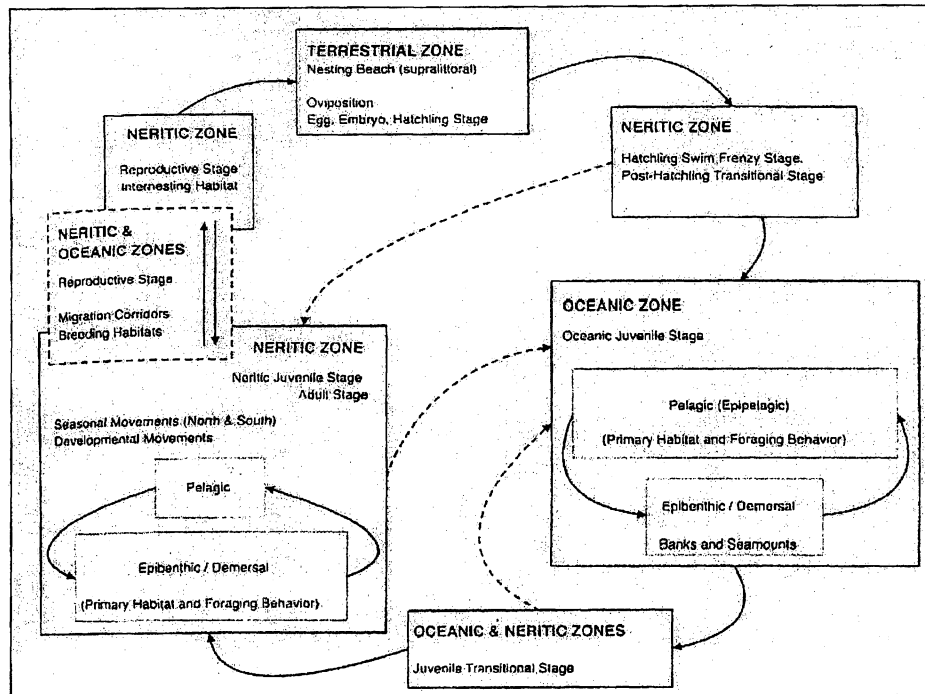 TERRESTRIAL ZONE
Nesting Beach (supralittoral)
Oviposition
Egg, Embryo, Hatchling Stage
NERITIC ZONE
Hatchling Swim Frenzy Stage,
Post-Hatchling Transitional Stage
OCEANIC ZONE
Oceanic Juvenile Stage
Pelagic (Epipelagic)
(Primary Habitat and Foraging Behavior)
Epibenthic / Demersal
Banks and Seamounts
OCEANIC & NERITIC ZONES
Juvenile Transitional Stage
NERITIC ZONE
Neritic Juvenile Stage
Adult Stage
Seasonal Movements (North & South)
Developmental Movements
Pelagic
Epibenthic / Demersal
(Primary Habitat and Foraging Behavior)
NERITIC &
OCEANIC ZONES
Reproductive Stage
Migration Corridors
Breeding Habitats
NERITIC ZONE
Reproductive Stage
Internesting Habitat